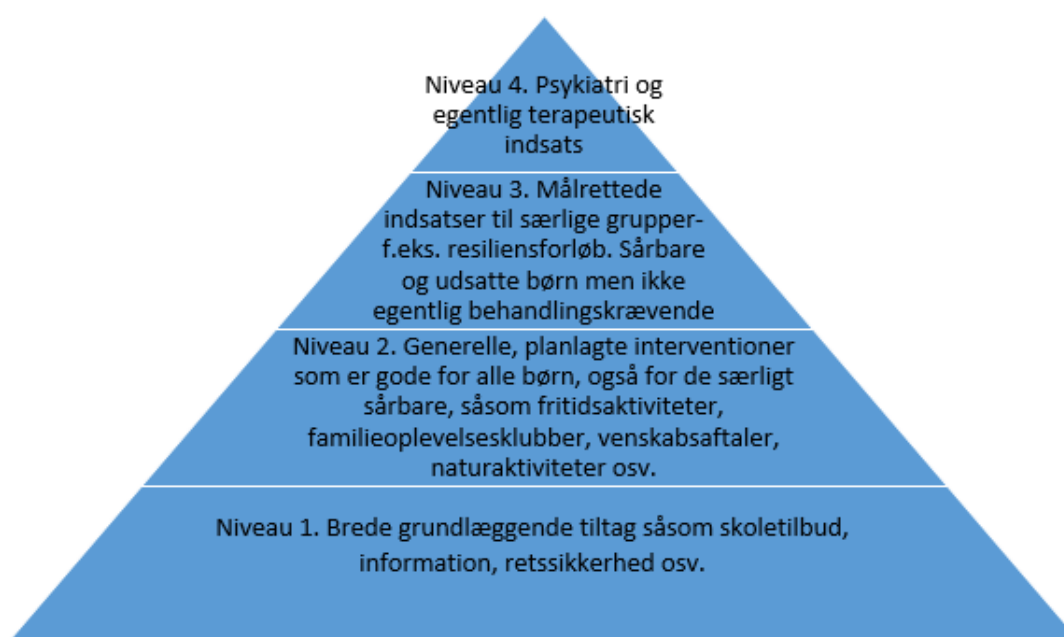 Niveau 4. Psykiatri og
egentlig terapeutisk
indsats
Niveau 3. Målrettede
indsatser til særlige grupper-
f.eks. resiliensforløb. Sårbare
og udsatte børn men ikke
egentlig behandlingskrævende
Niveau 2. Generelle, planlagte interventioner
som er gode for alle børn, også for de særligt
sårbare, såsom fritidsaktiviteter,
familieoplevelsesklubber, venskabsaftaler,
naturaktiviteter osv.
Niveau 1. Brede grundlæggende tiltag såsom skoletilbud,
information, retssikkerhed osv.